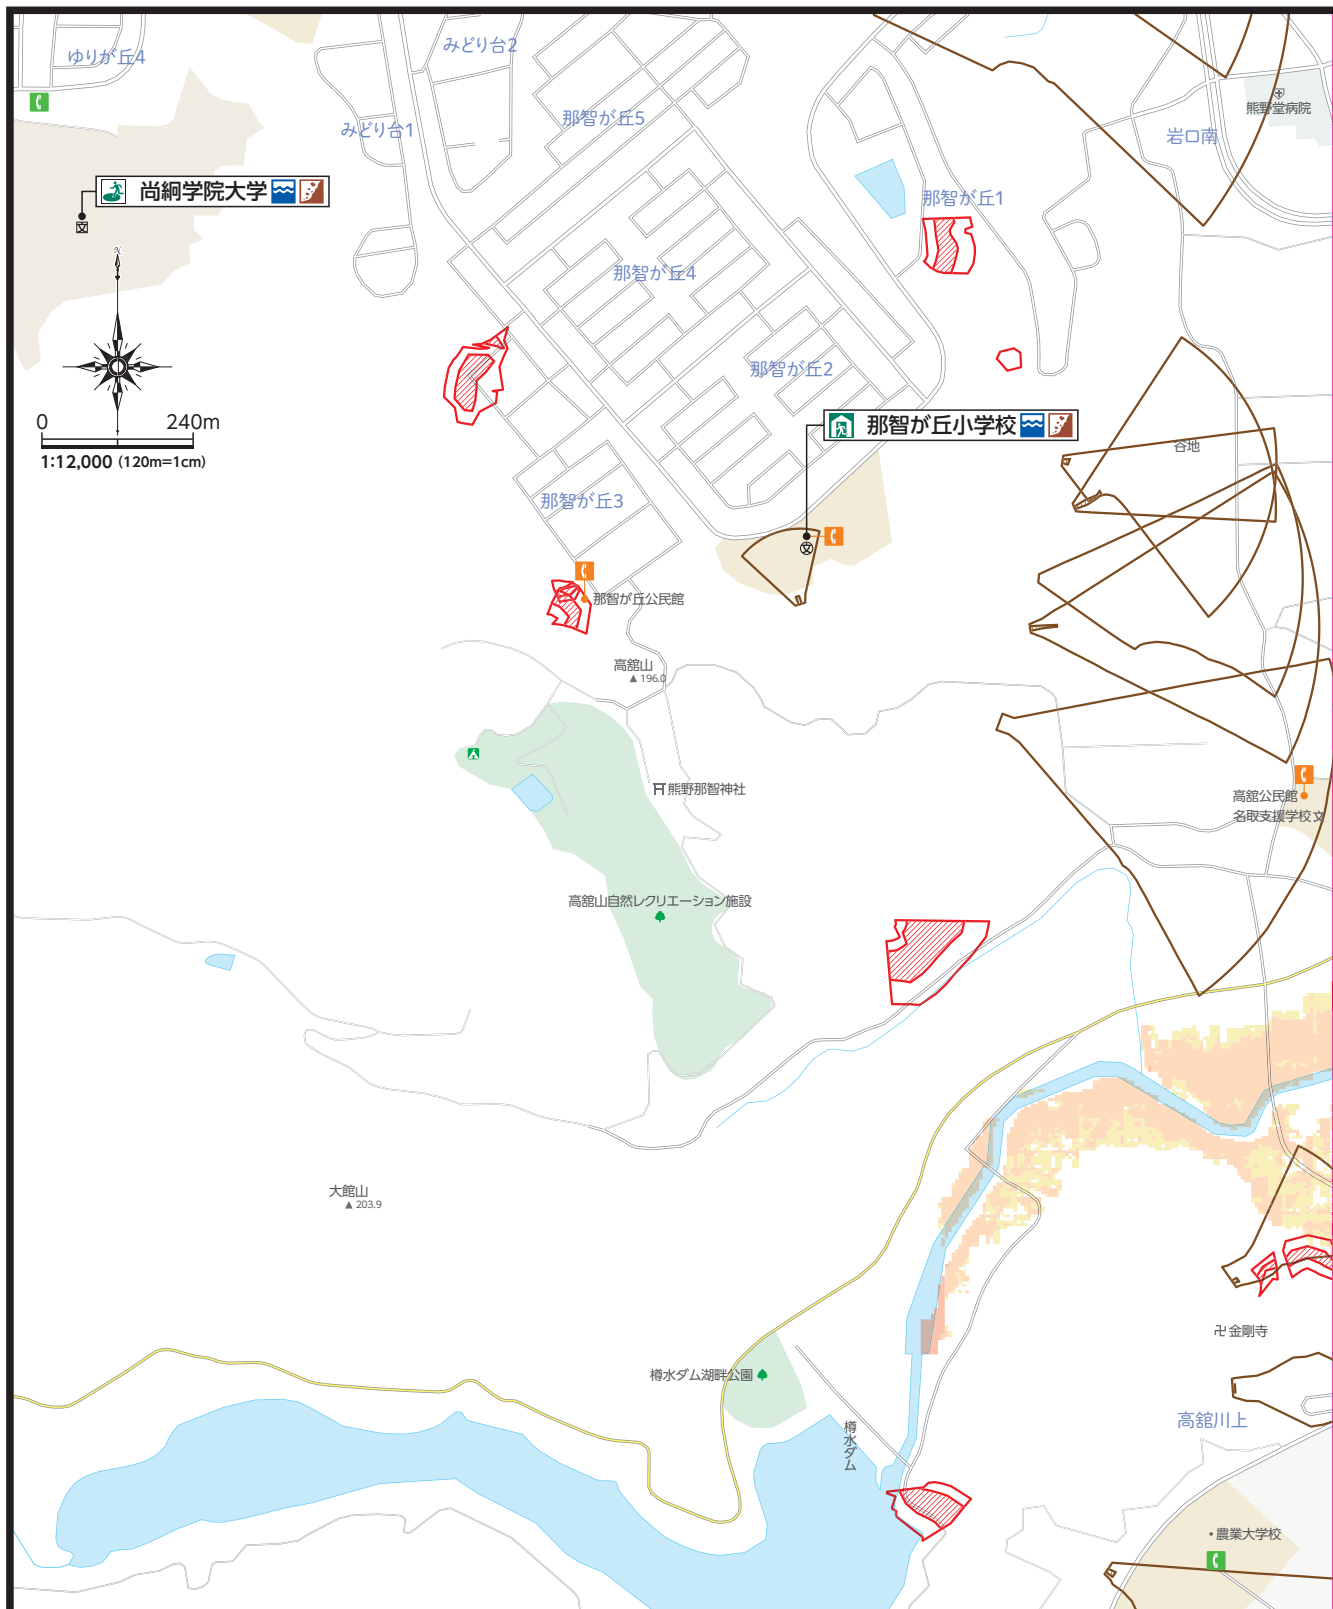 ゆりが丘4
みどり台2
みどり台1
那智が丘5
熊野堂病院
岩口南
尚絅学院大学
那智が丘1
N
那智が丘4
那智が丘2
0 240m
1:12,000 (120m=1cm)
那智が丘小学校
谷地
那智が丘3
那智が丘公民館
高舘山
▲ 196.0
熊野那智神社
高舘公民館
名取支援学校
高舘山自然レクリエーション施設
大館山
▲ 203.9
金剛寺
樽水ダム湖畔公園
樽水ダム
高舘川上
農業大学校